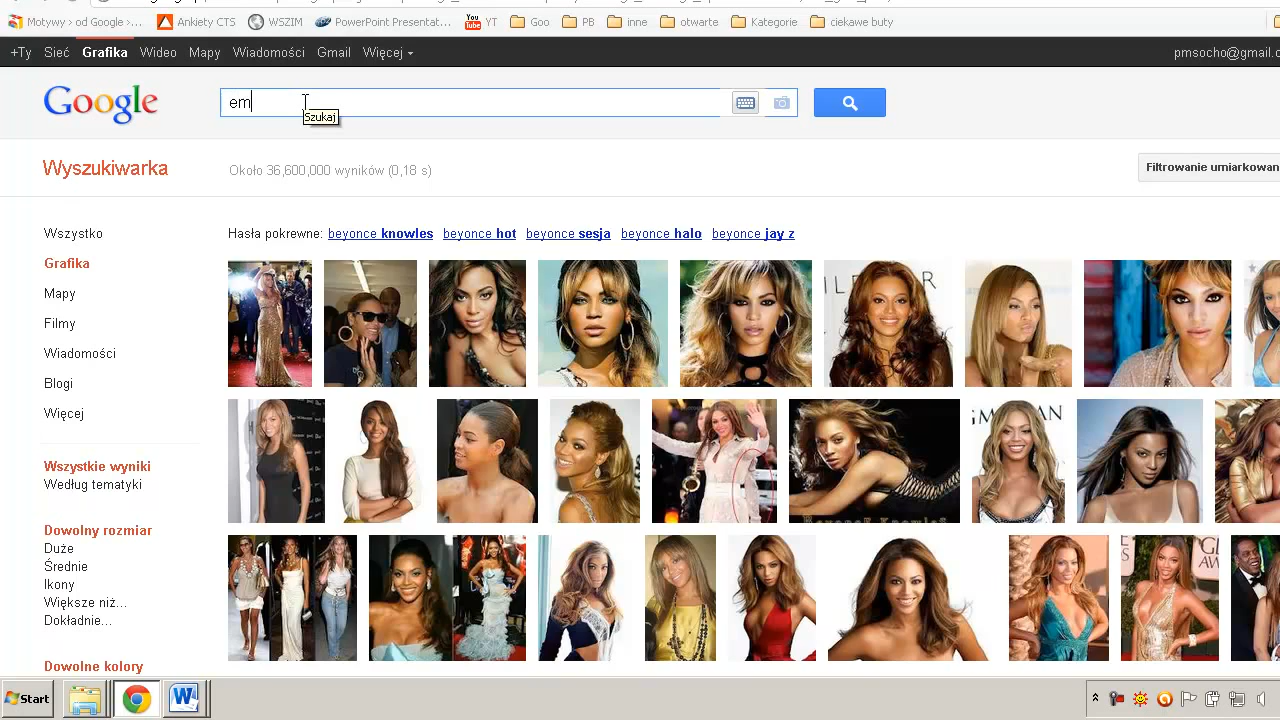 Motywy › od Google ›... Ankiety CTS WSZIM PowerPoint Presentat... YT Goo PP inne otwar Kategorie ciekawe buty
+Ty Sieć Grafika Wideo Mapy Wiadomości Gmail Więcej pmsocho@gmail.c
Google em
Szukaj
Wyszukiwarka Około 36,600,000 wyników (0,18 s) Filtrowanie umiarkowan
Wszystko
Hasła pokrewne: beyonce knowles beyonce hot beyonce sesja beyonce halo beyonce jay z
Grafika
Mapy
Filmy
Wiadomości
Blogi
Więcej
Wszystkie wyniki
Według tematyki
Dowolny rozmiar
Duże
Średnie
Ikony
Większe niż...
Dokładnie...
Dowolne kolory
Start